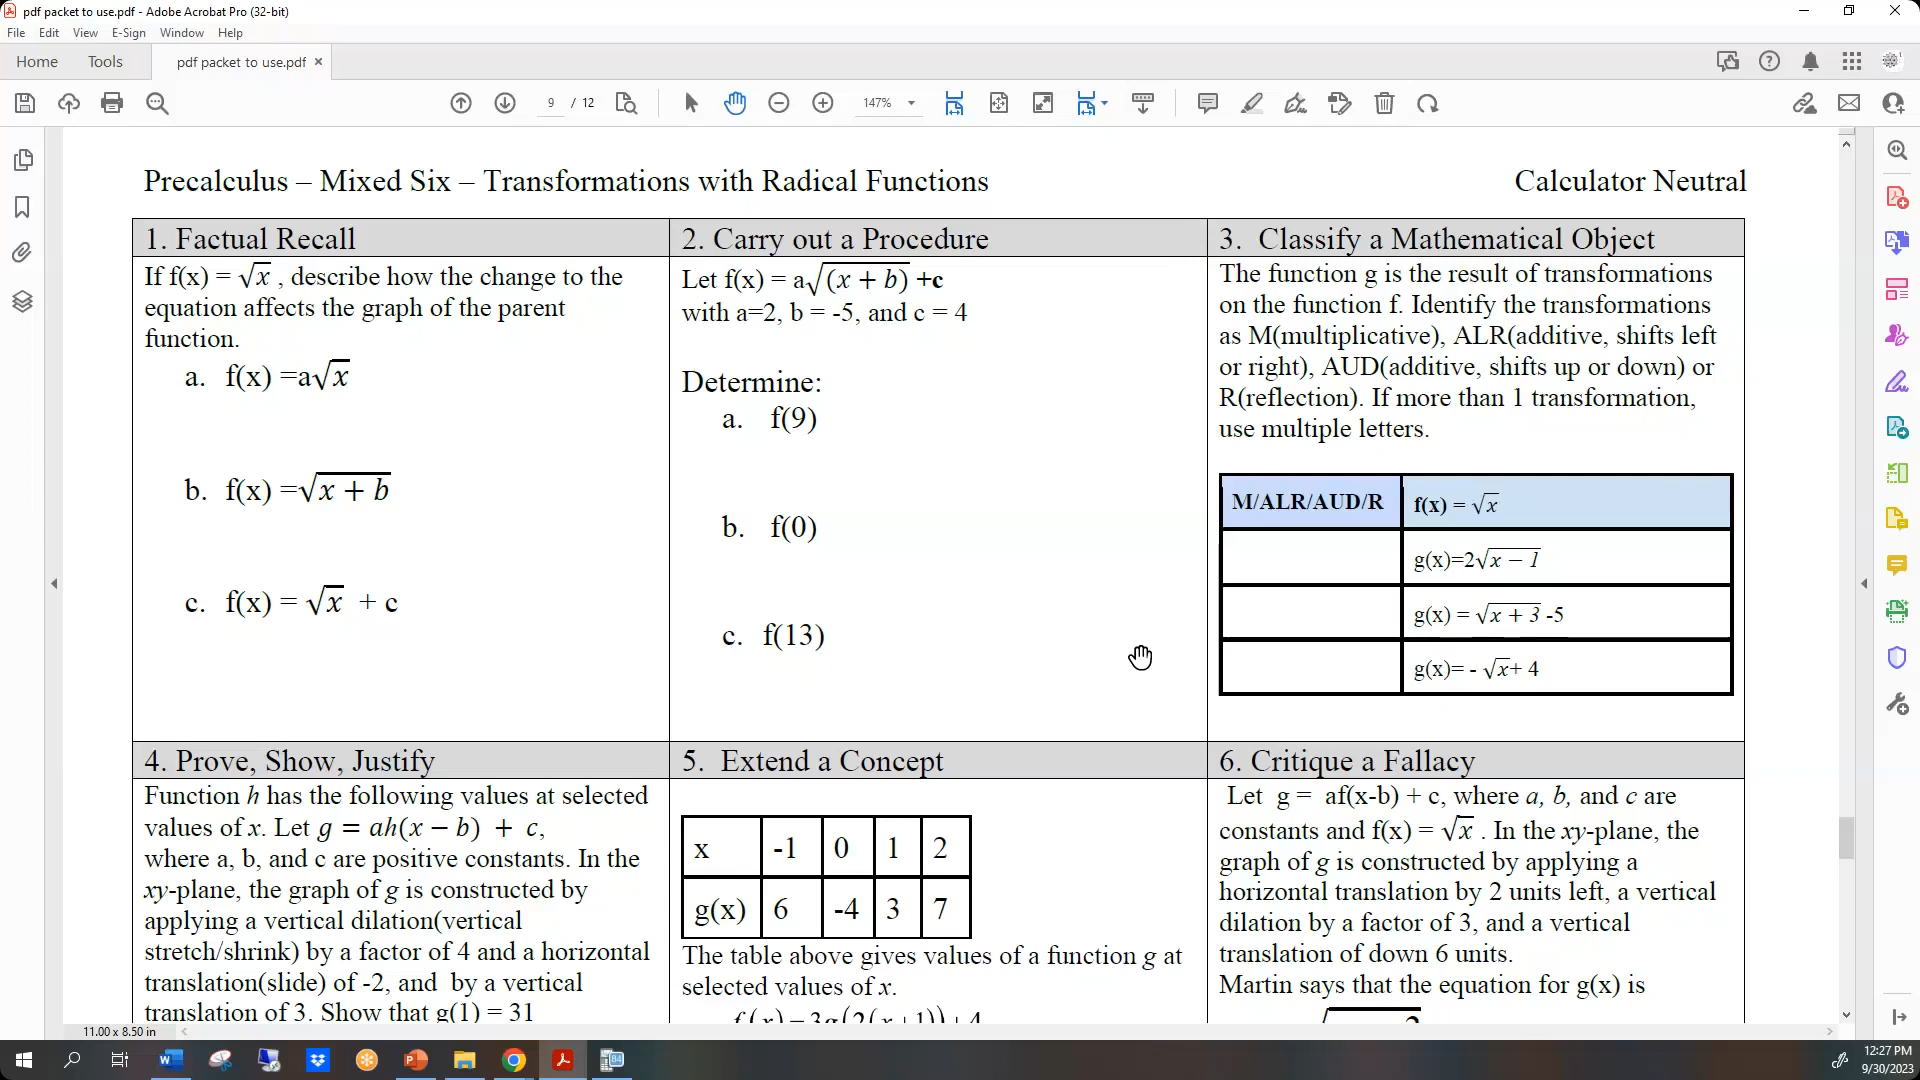 pdf packet to use.pdf - Adobe Acrobat Pro (32-bit)
File Edit View E-Sign Window Help
Home Tools pdf packet to use.pdf ×
9 / 12 147%
Precalculus – Mixed Six – Transformations with Radical Functions Calculator Neutral
1. Factual Recall
If f(x) = √x , describe how the change to the
equation affects the graph of the parent
function.
a. f(x) =a√x
b. f(x) =√x + b
c. f(x) = √x + c
2. Carry out a Procedure
Let f(x) = a√(x + b) +c
with a=2, b = -5, and c = 4
Determine:
a. f(9)
b. f(0)
c. f(13)
3. Classify a Mathematical Object
The function g is the result of transformations
on the function f. Identify the transformations
as M(multiplicative), ALR(additive, shifts left
or right), AUD(additive, shifts up or down) or
R(reflection). If more than 1 transformation,
use multiple letters.
M/ALR/AUD/R f(x) = √x
g(x)=2√x − 1
g(x) = √x + 3 -5
g(x)= - √x+ 4
4. Prove, Show, Justify
Function h has the following values at selected
values of x. Let g = ah(x − b) + c,
where a, b, and c are positive constants. In the
xy-plane, the graph of g is constructed by
applying a vertical dilation(vertical
stretch/shrink) by a factor of 4 and a horizontal
translation(slide) of -2, and by a vertical
translation of 3. Show that g(1) = 31
5. Extend a Concept
x -1 0 1 2
g(x) 6 -4 3 7
The table above gives values of a function g at
selected values of x.
f(x)=3g(2(x+1))+4
6. Critique a Fallacy
Let g = af(x-b) + c, where a, b, and c are
constants and f(x) = √x . In the xy-plane, the
graph of g is constructed by applying a
horizontal translation by 2 units left, a vertical
dilation by a factor of 3, and a vertical
translation of down 6 units.
Martin says that the equation for g(x) is
11.00 x 8.50 in
12:27 PM
9/30/2023